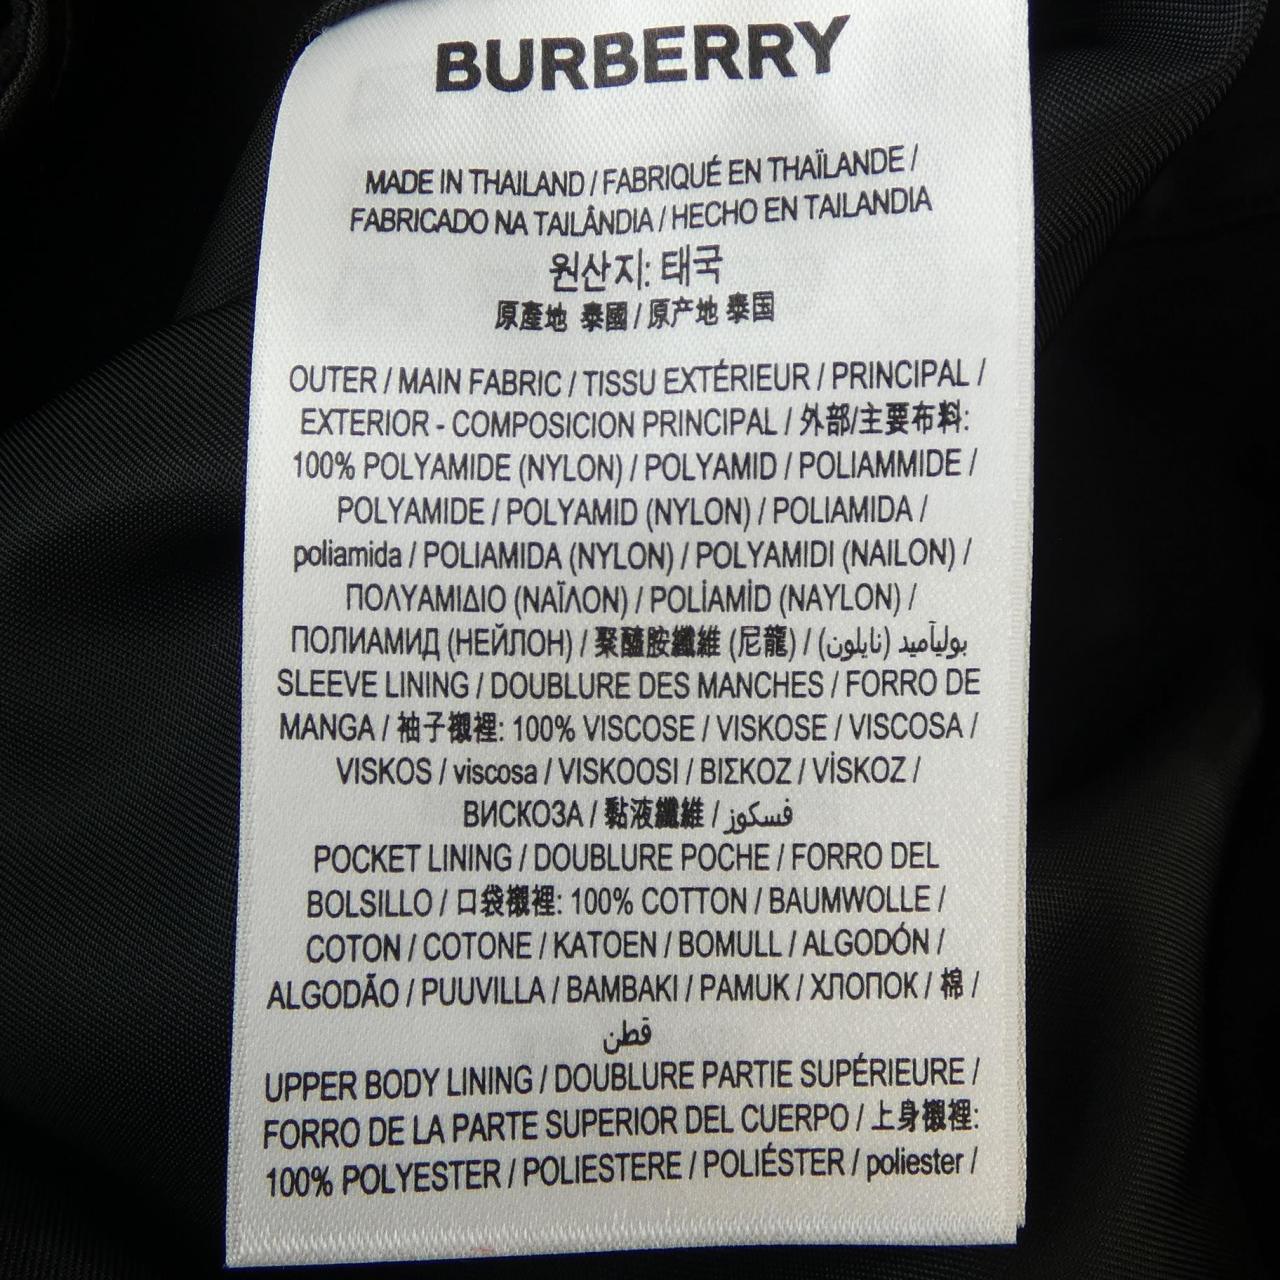 BURBERRY
MADE IN THAILAND / FABRIQUÉ EN THAÏLANDE /
FABRICADO NA TAILÂNDIA / HECHO EN TAILANDIA
원산지: 태국
原產地 泰國 / 原产地 泰国
OUTER / MAIN FABRIC / TISSU EXTÉRIEUR / PRINCIPAL /
EXTERIOR - COMPOSICION PRINCIPAL / 外部/主要布料:
100% POLYAMIDE (NYLON) / POLYAMID / POLIAMMIDE /
POLYAMIDE / POLYAMID (NYLON) / POLIAMIDA /
poliamida / POLIAMIDA (NYLON) / POLYAMIDI (NAILON) /
ΠΟΛΥΑΜΙΔΙΟ (ΝΑΪΛΟΝ) / POLİAMİD (NAYLON) /
ПОЛИАМИД (НЕЙЛОН) / 聚醯胺纖維 (尼龍) / بوليآميد (نايلون)
SLEEVE LINING / DOUBLURE DES MANCHES / FORRO DE
MANGA / 袖子襯裡: 100% VISCOSE / VISKOSE / VISCOSA /
VISKOS / viscosa / VISKOOSI / ΒΙΣΚΟΖ / VİSKOZ /
ВИСКОЗА / 黏液纖維 / فسكوز
POCKET LINING / DOUBLURE POCHE / FORRO DEL
BOLSILLO / 口袋襯裡: 100% COTTON / BAUMWOLLE /
COTON / COTONE / KATOEN / BOMULL / ALGODÓN /
ALGODÃO / PUUVILLA / BAMBAKI / PAMUK / ХЛОПОК / 棉 /
قطن
UPPER BODY LINING / DOUBLURE PARTIE SUPÉRIEURE /
FORRO DE LA PARTE SUPERIOR DEL CUERPO / 上身襯裡:
100% POLYESTER / POLIESTERE / POLIÉSTER / poliester /